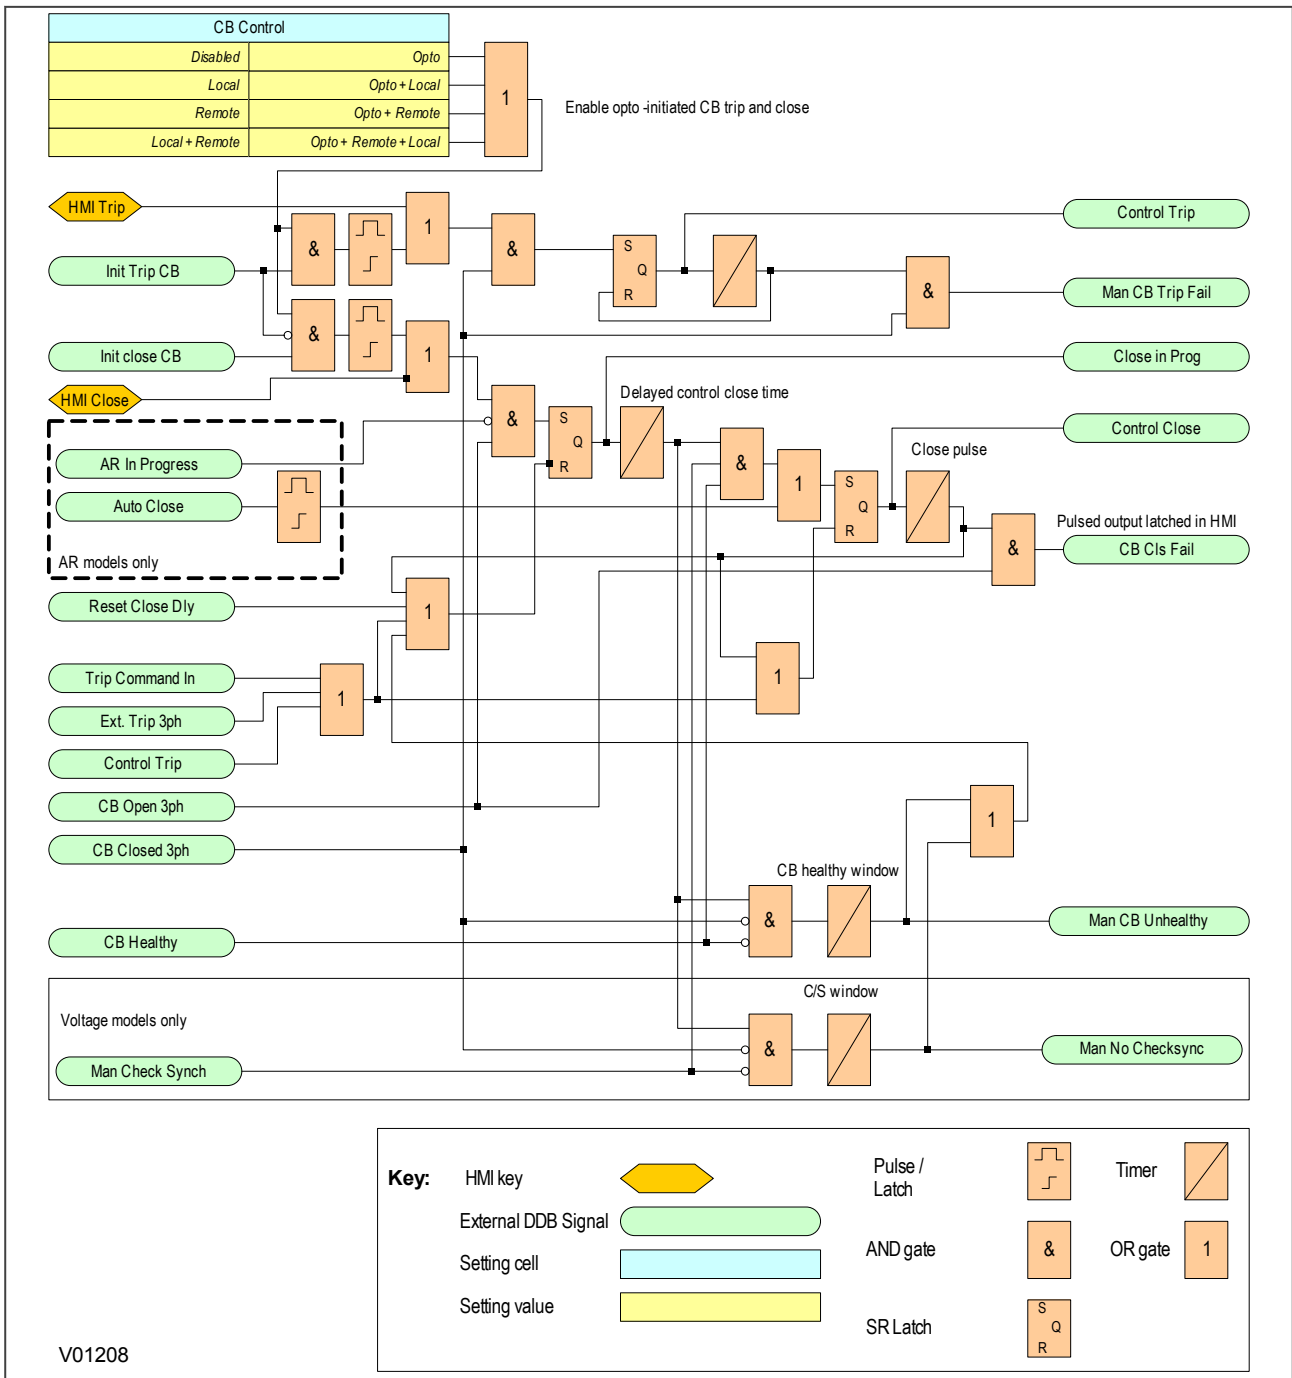 CB Control
Disabled Opto
Local Opto + Local
Remote Opto + Remote
Local + Remote Opto + Remote + Local
1
Enable opto -initiated CB trip and close
HMI Trip
1
&
&
Init Trip CB
S
Q
R
Control Trip
&
Man CB Trip Fail
&
1
Init close CB
HMI Close
Close in Prog
Delayed control close time
&
S
Q
R
Control Close
AR In Progress
Auto Close
AR models only
&
1
S
Q
R
Close pulse
Pulsed output latched in HMI
&
CB Cls Fail
Reset Close Dly
1
Trip Command In
Ext. Trip 3ph
Control Trip
1
1
CB Open 3ph
CB Closed 3ph
1
CB healthy window
&
Man CB Unhealthy
CB Healthy
C/S window
Voltage models only
&
Man No Checksync
Man Check Synch
Key:
HMI key
Pulse /
Latch
Timer
External DDB Signal
AND gate
&
OR gate
1
Setting cell
Setting value
SR Latch
S
Q
R
V01208